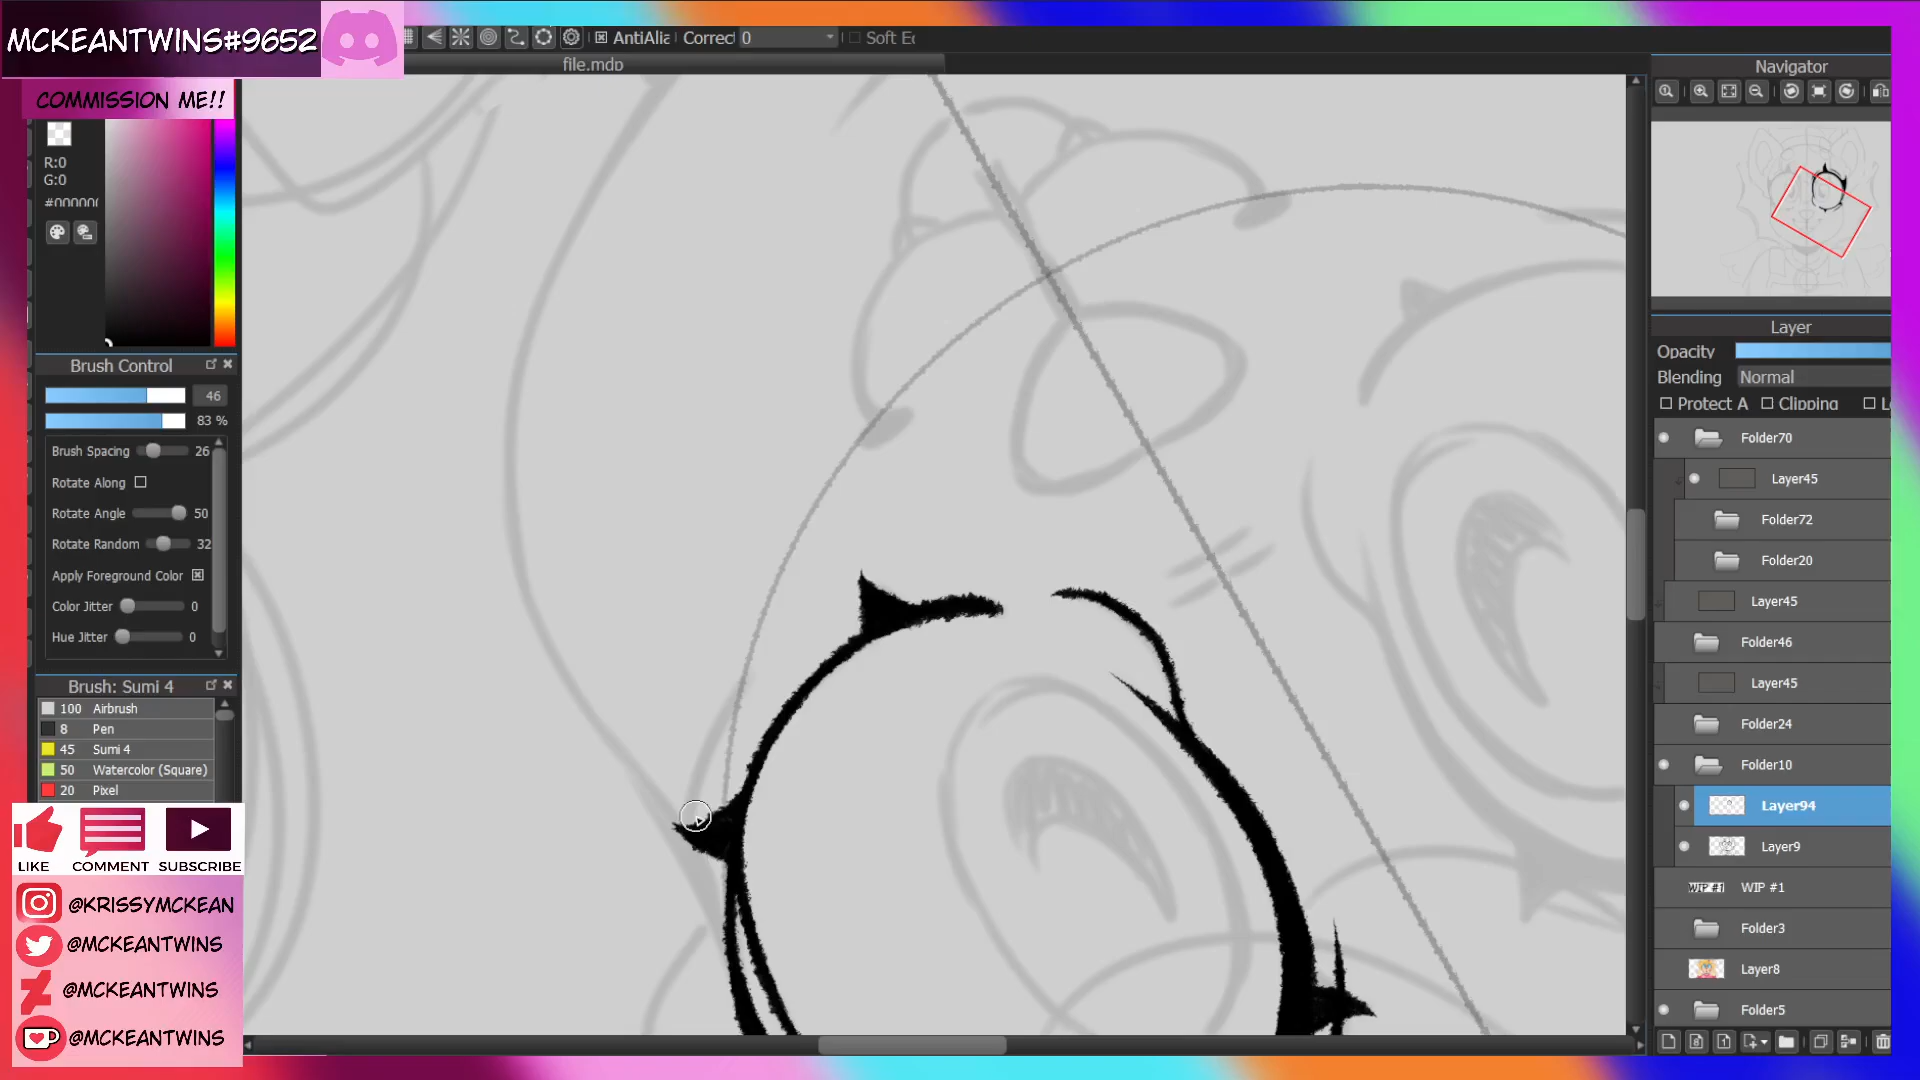 MCKEANTWINS#9652
COMMISSION ME!!
AntiAlia
Correct
0
Soft Ed
file.mdp
R:0
G:0
#000000
Brush Control
46
83 %
Brush Spacing 26
Rotate Along
Rotate Angle 50
Rotate Random 32
Apply Foreground Color
Color Jitter 0
Hue Jitter 0
Brush: Sumi 4
100 Airbrush
8 Pen
45 Sumi 4
50 Watercolor (Square)
20 Pixel
LIKE COMMENT SUBSCRIBE
@KRISSYMCKEAN
@MCKEANTWINS
@MCKEANTWINS
@MCKEANTWINS
Navigator
Layer
Opacity
Blending Normal
Protect A Clipping
Folder70
Layer45
Folder72
Folder20
Layer45
Folder46
Layer45
Folder24
Folder10
Layer94
Layer9
WIP #1 WIP #1
Folder3
Layer8
Folder5